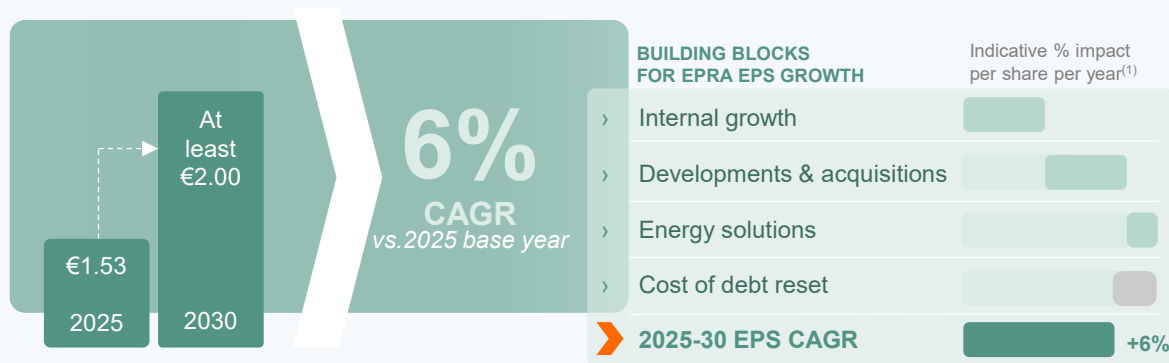 At
least
€2.00
€1.53
2025
2030
6%
CAGR
vs.2025 base year
BUILDING BLOCKS
FOR EPRA EPS GROWTH
Indicative % impact
per share per year(1)
› Internal growth
› Developments & acquisitions
› Energy solutions
› Cost of debt reset
2025-30 EPS CAGR +6%